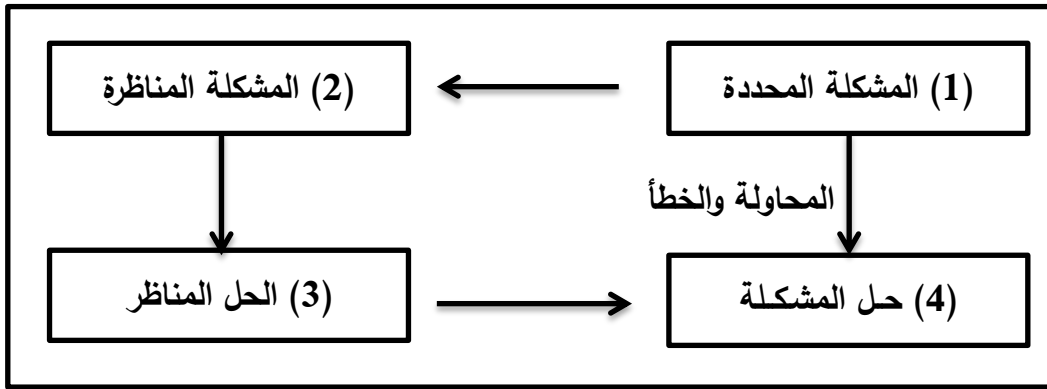 (1) المشكلة المحددة
(2) المشكلة المناظرة
المحاولة والخطأ
(3) الحل المناظر
(4) حل المشكلة